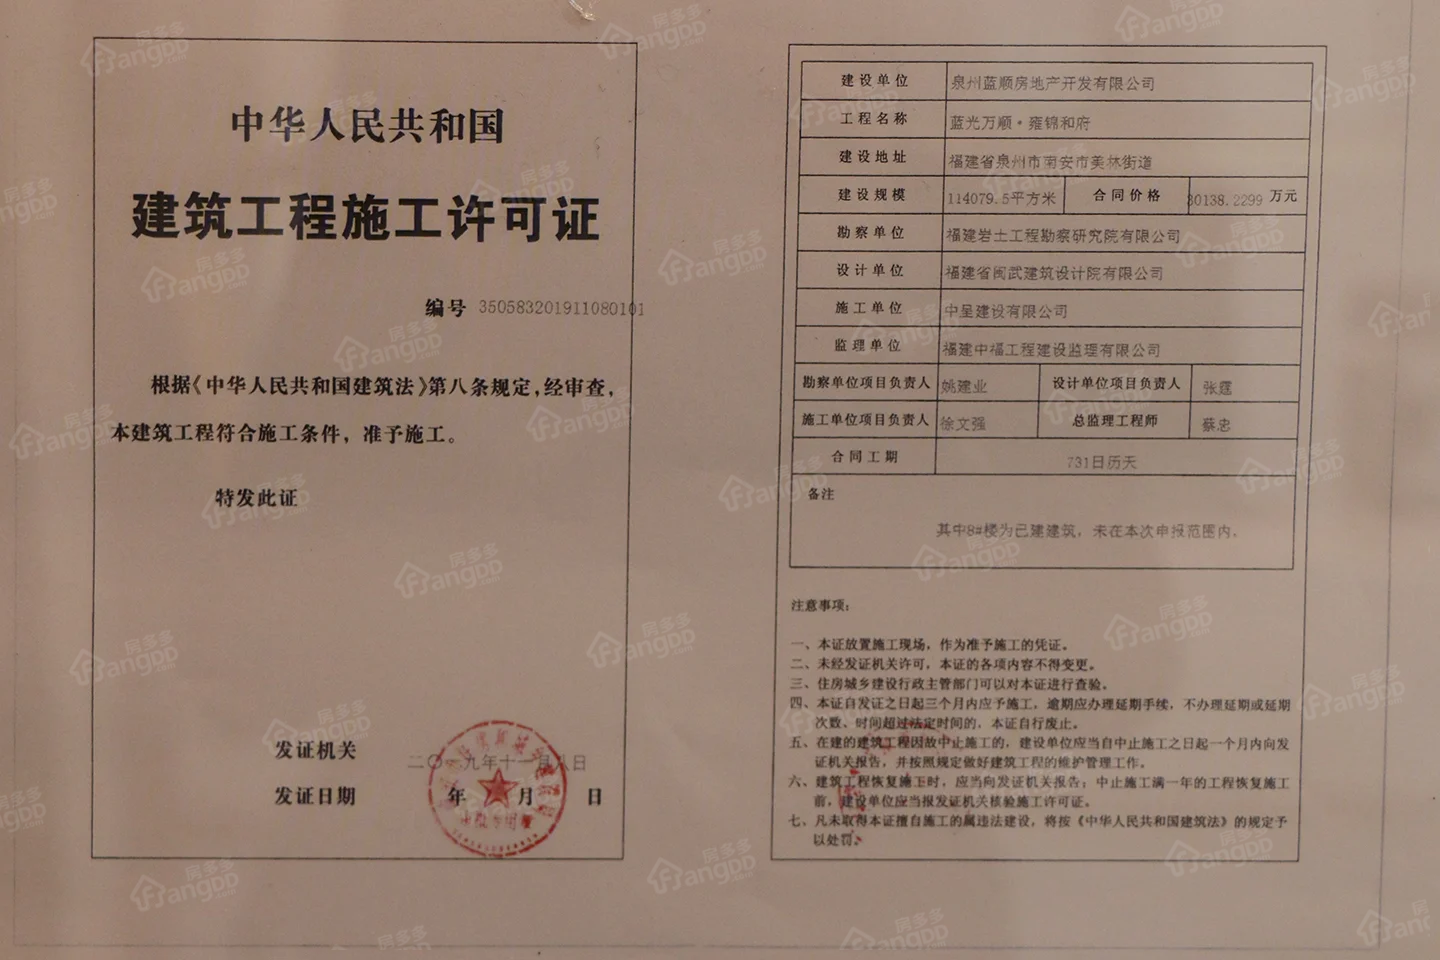 中华人民共和国
建筑工程施工许可证
编号 350583201911080101
根据《中华人民共和国建筑法》第八条规定,经审查,
本建筑工程符合施工条件，准予施工。
特发此证
发证机关
二〇一九年十一月八日
发证日期 年 月 日
建设单位 泉州蓝顺房地产开发有限公司
工程名称 蓝光万顺·雍锦和府
建设地址 福建省泉州市南安市美林街道
建设规模 114079.5平方米 合同价格 30138.2299 万元
勘察单位 福建岩土工程勘察研究院有限公司
设计单位 福建省闽武建筑设计院有限公司
施工单位 中呈建设有限公司
监理单位 福建中福工程建设监理有限公司
勘察单位项目负责人 姚建业 设计单位项目负责人 张霆
施工单位项目负责人 徐文强 总监理工程师 蔡忠
合同工期 731日历天
备注
其中8#楼为已建建筑，未在本次申报范围内。
注意事项：
一、本证放置施工现场，作为准予施工的凭证。
二、未经发证机关许可，本证的各项内容不得变更。
三、住房城乡建设行政主管部门可以对本证进行查验。
四、本证自发证之日起三个月内应予施工，逾期应办理延期手续，不办理延期或延期
次数、时间超过法定时间的，本证自行废止。
五、在建的建筑工程因故中止施工的，建设单位应当自中止施工之日起一个月内向发
证机关报告，并按照规定做好建筑工程的维护管理工作。
六、建筑工程恢复施工时，应当向发证机关报告；中止施工满一年的工程恢复施工
前，建设单位应当报发证机关核验施工许可证。
七、凡未取得本证擅自施工的属违法建设，将按《中华人民共和国建筑法》的规定予
以处罚。
房多多
Fangdd
.com